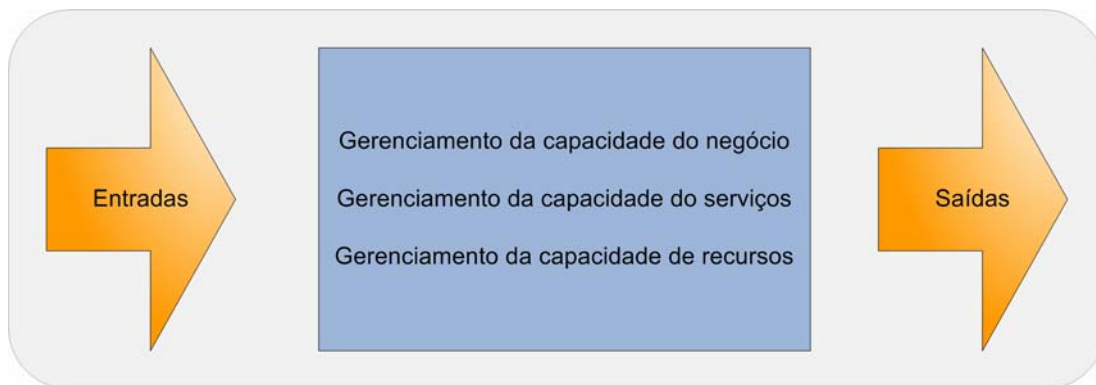 Entradas
Gerenciamento da capacidade do negócio
Gerenciamento da capacidade do serviços
Gerenciamento da capacidade de recursos
Saídas